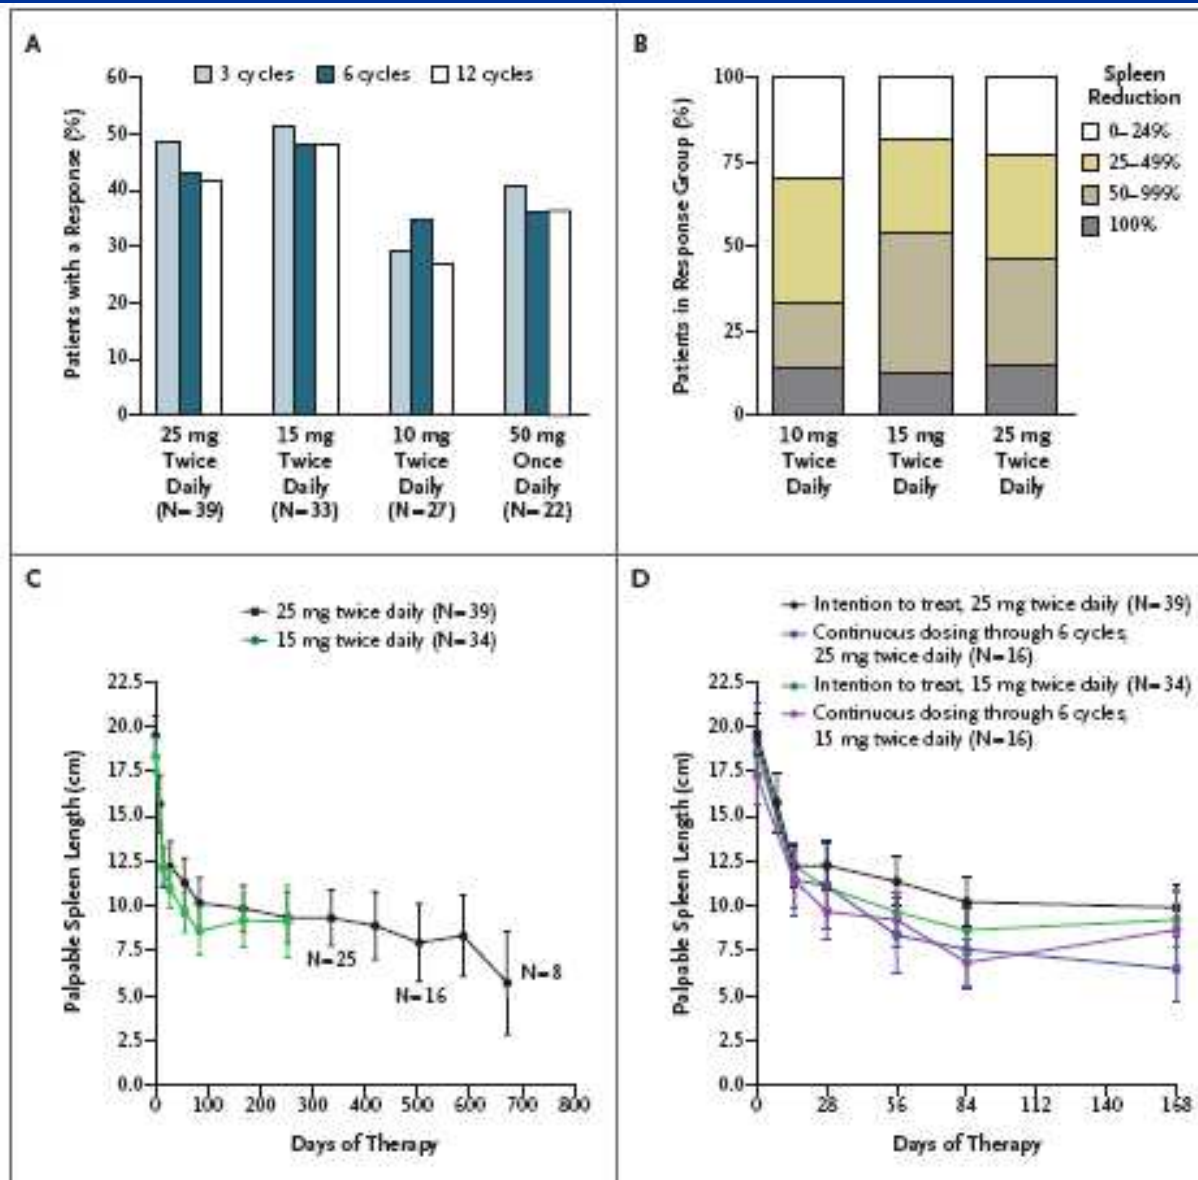 A
3 cycles 6 cycles 12 cycles
Patients with a Response (%)
60
50
40
30
20
10
0
25 mg Twice Daily (N=39)
15 mg Twice Daily (N=33)
10 mg Twice Daily (N=27)
50 mg Once Daily (N=22)
B
Patients in Response Group (%)
100
75
50
25
0
Spleen
Reduction
0–24%
25–499%
50–999%
100%
10 mg Twice Daily
15 mg Twice Daily
25 mg Twice Daily
C
25 mg twice daily (N=39)
15 mg twice daily (N=34)
Palpable Spleen Length (cm)
22.5
20.0
17.5
15.0
12.5
10.0
7.5
5.0
2.5
0.0
N=25
N=16
N=8
0 100 200 300 400 500 600 700 800
Days of Therapy
D
Intention to treat, 25 mg twice daily (N=39)
Continuous dosing through 6 cycles,
25 mg twice daily (N=16)
Intention to treat, 15 mg twice daily (N=34)
Continuous dosing through 6 cycles,
15 mg twice daily (N=16)
Palpable Spleen Length (cm)
22.5
20.0
17.5
15.0
12.5
10.0
7.5
5.0
2.5
0.0
0 28 56 84 112 140 168
Days of Therapy